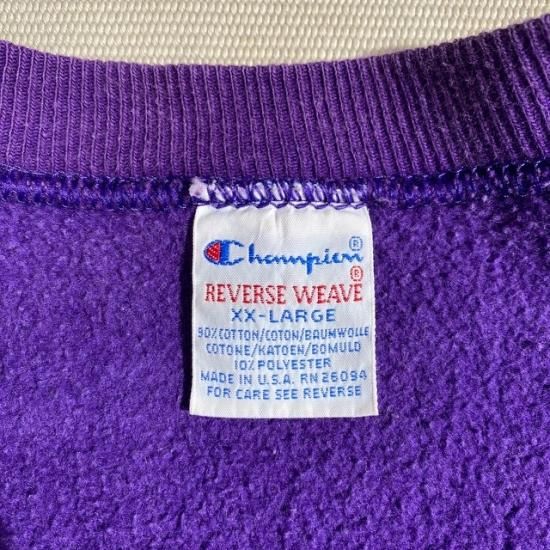 Champion®
REVERSE WEAVE®
XX-LARGE
90% COTTON/COTON/BAUMWOLLE
COTONE/KATOEN/BOMULD
10% POLYESTER
MADE IN U.S.A. RN 26094
FOR CARE SEE REVERSE